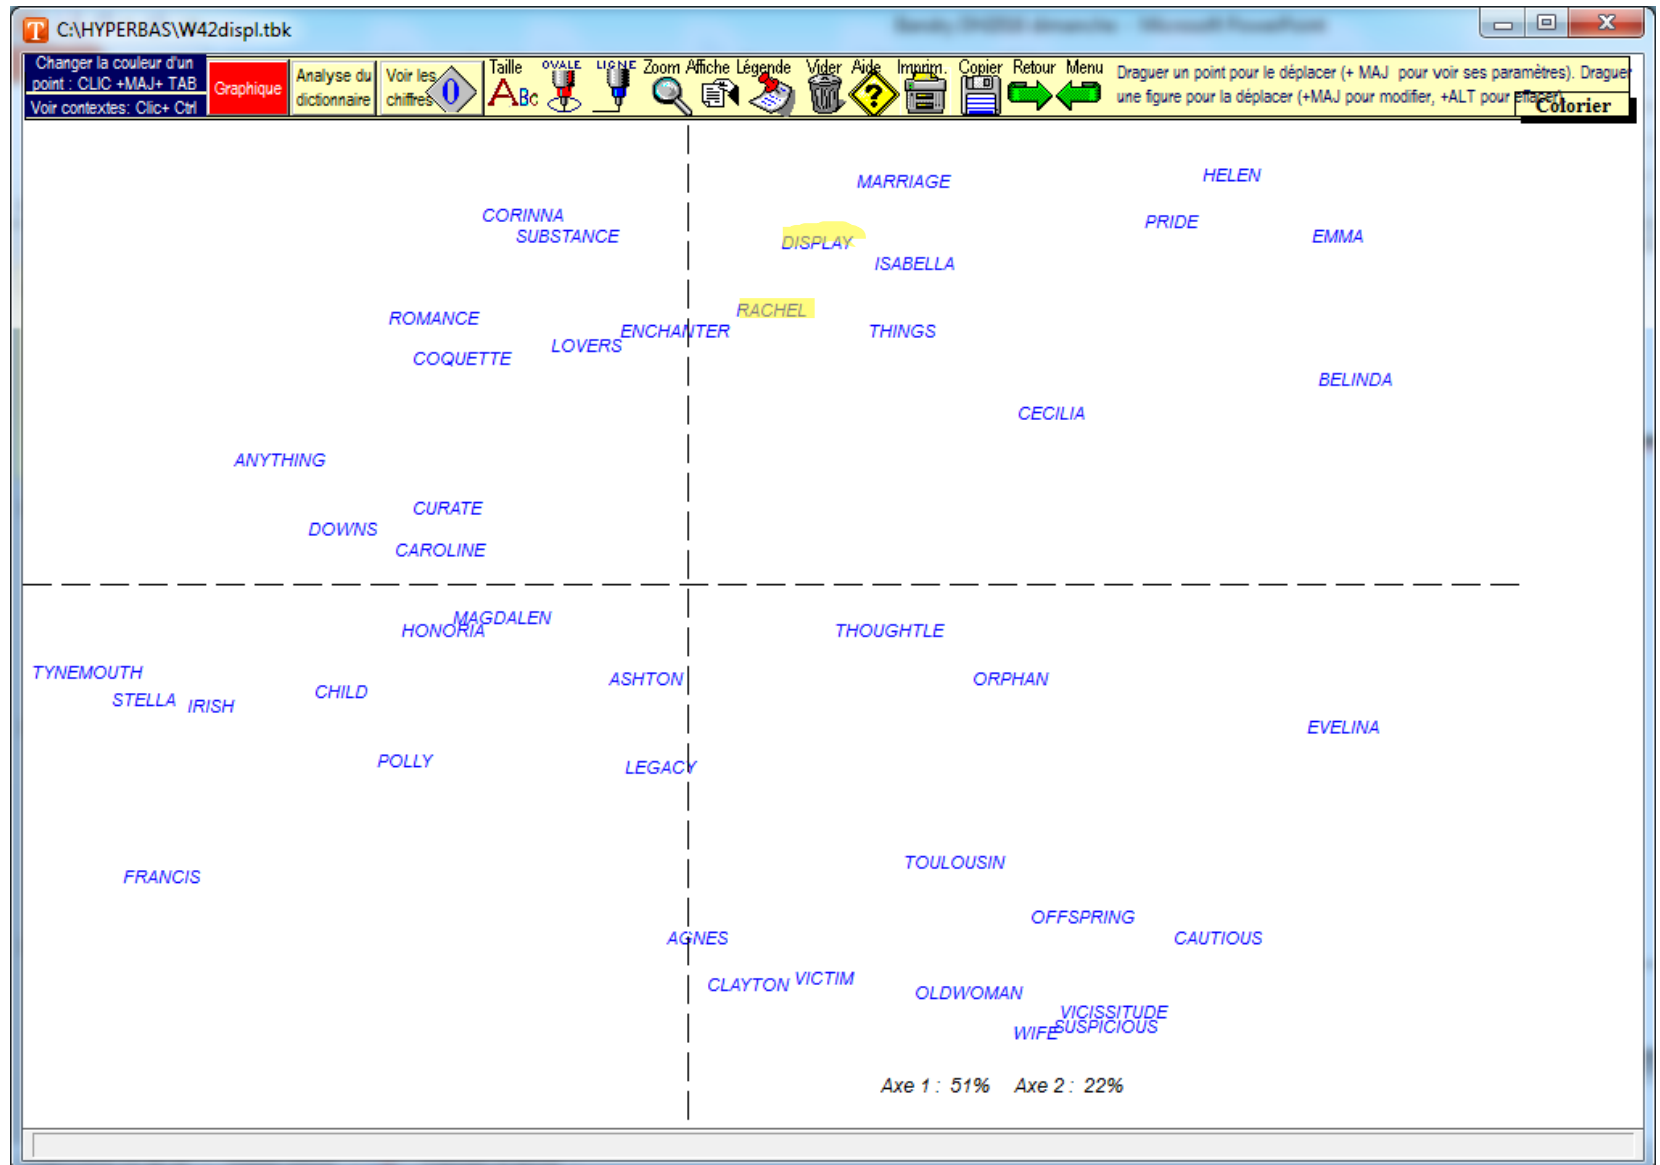 C:\HYPERBAS\W42displ.tbk
Changer la couleur d'un
point : CLIC +MAJ+ TAB
Voir contextes: Clic+ Ctrl
Graphique
Analyse du
dictionnaire
Voir les
chiffres
0
Taille
ABC
OVALE
LIGNE
Zoom
Affiche
Légende
Vider
Aide
?
Imprim.
Copier
Retour
Menu
Draguer un point pour le déplacer (+ MAJ pour voir ses paramètres). Draguer
une figure pour la déplacer (+MAJ pour modifier, +ALT pour effacer)
Colorier
MARRIAGE
HELEN
CORINNA
PRIDE
SUBSTANCE
DISPLAY
EMMA
ISABELLA
RACHEL
ROMANCE
ENCHANTER
THINGS
LOVERS
COQUETTE
BELINDA
CECILIA
ANYTHING
CURATE
DOWNS
CAROLINE
MAGDALEN
HONORIA
THOUGHTLE
TYNEMOUTH
ASHTON
ORPHAN
CHILD
STELLA
IRISH
EVELINA
POLLY
LEGACY
TOULOUSIN
FRANCIS
OFFSPRING
AGNES
CAUTIOUS
VICTIM
CLAYTON
OLDWOMAN
VICISSITUDE
SUSPICIOUS
WIFE
Axe 1 : 51% Axe 2 : 22%